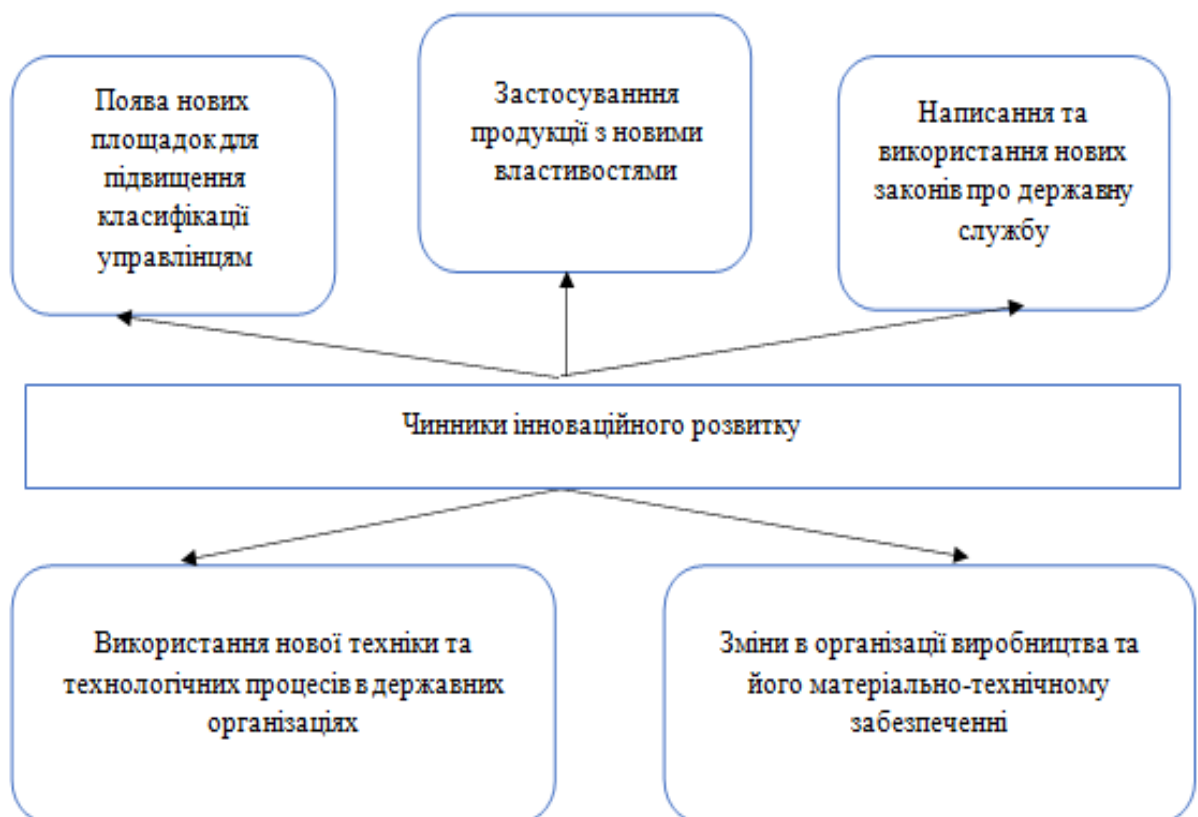 Поява нових
площадок для
підвищення
класифікації
управлінцям
Застосуванння
продукції з новими
властивостями
Написання та
використання нових
законів про державну
службу
Чинники інноваційного розвитку
Використання нової техніки та
технологічних процесів в державних
організаціях
Зміни в організації виробництва та
його матеріально-технічному
забезпеченні